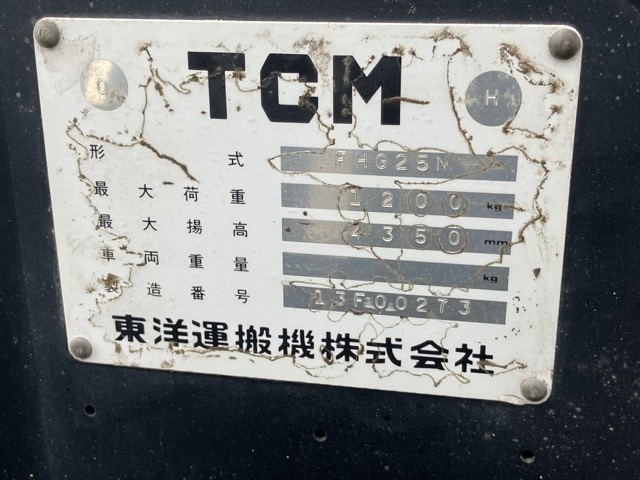 TCM
O H
形式 FHG25N
最大荷重 1200 kg
最大揚高 4350 mm
車両重量 kg
製造番号 13F00273
東洋運搬機株式会社